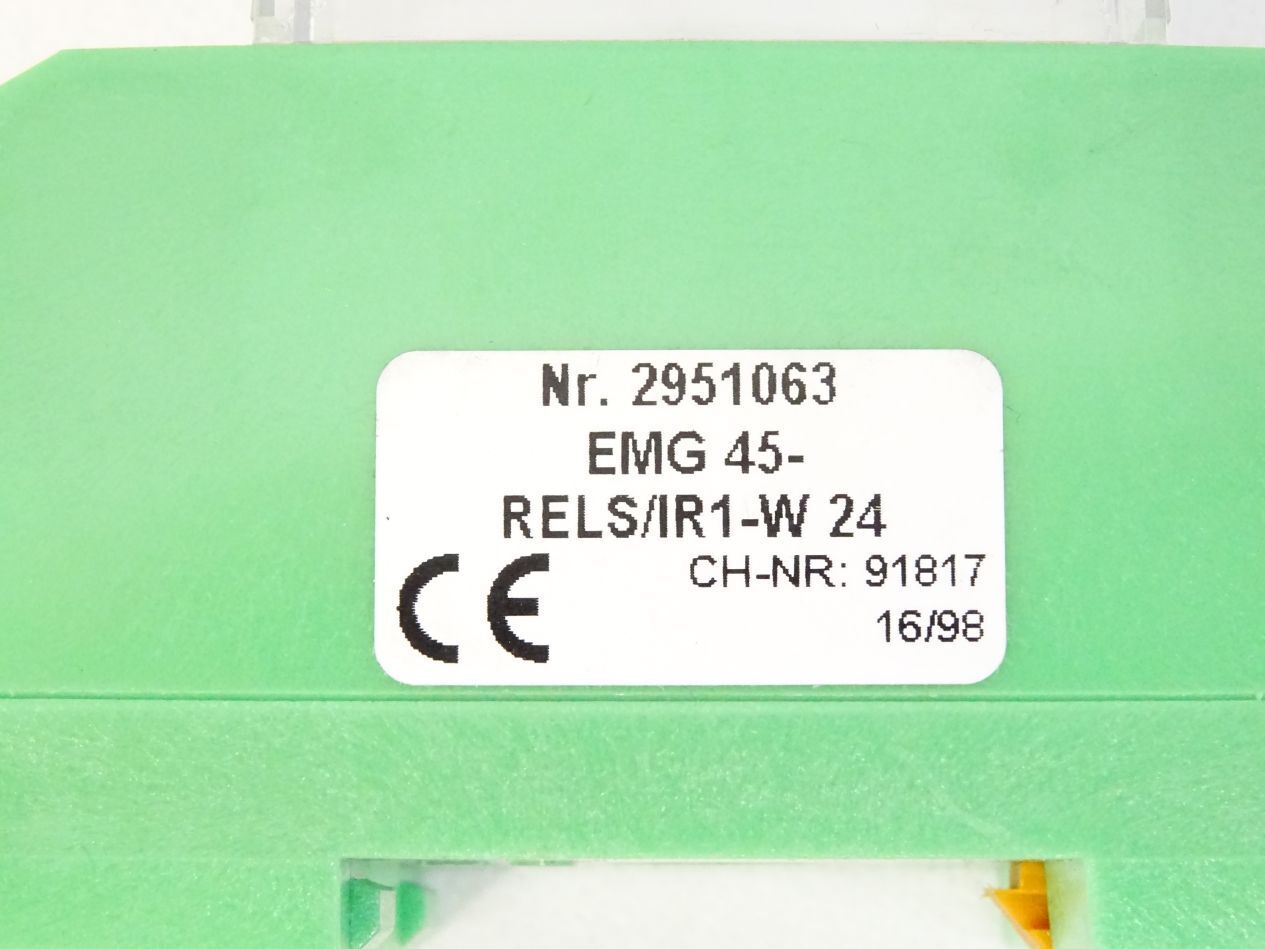 Nr. 2951063
EMG 45-
RELS/IR1-W 24
CE CH-NR: 91817
16/98